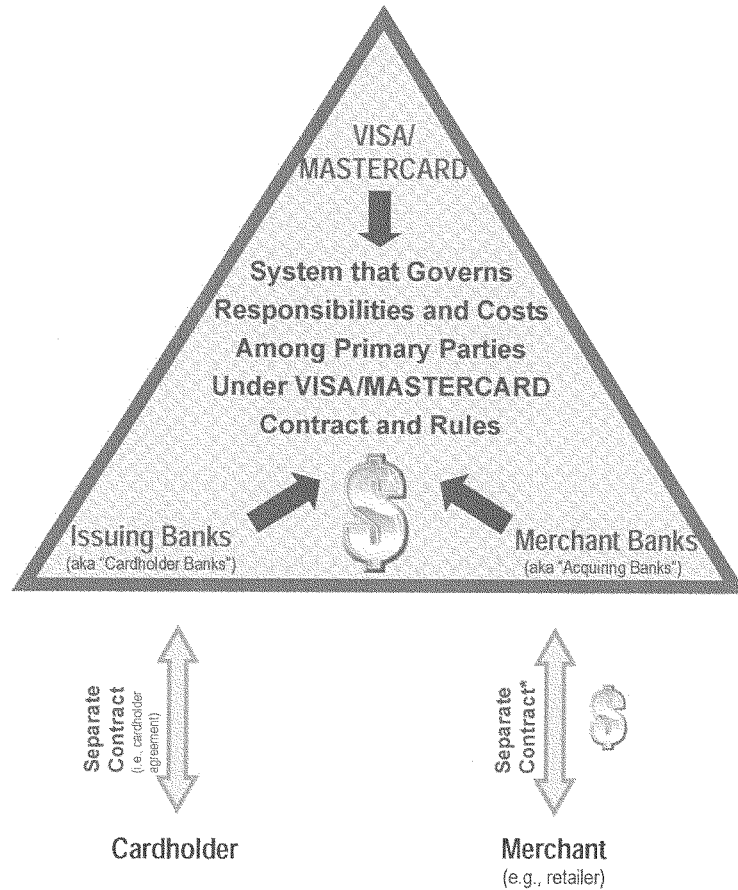 VISA/
MASTERCARD
System that Governs
Responsibilities and Costs
Among Primary Parties
Under VISA/MASTERCARD
Contract and Rules
$
Issuing Banks
(aka "Cardholder Banks")
Merchant Banks
(aka "Acquiring Banks")
Separate
Contract
(i.e., cardholder
agreement)
Separate
Contract*
$
Cardholder
Merchant
(e.g., retailer)